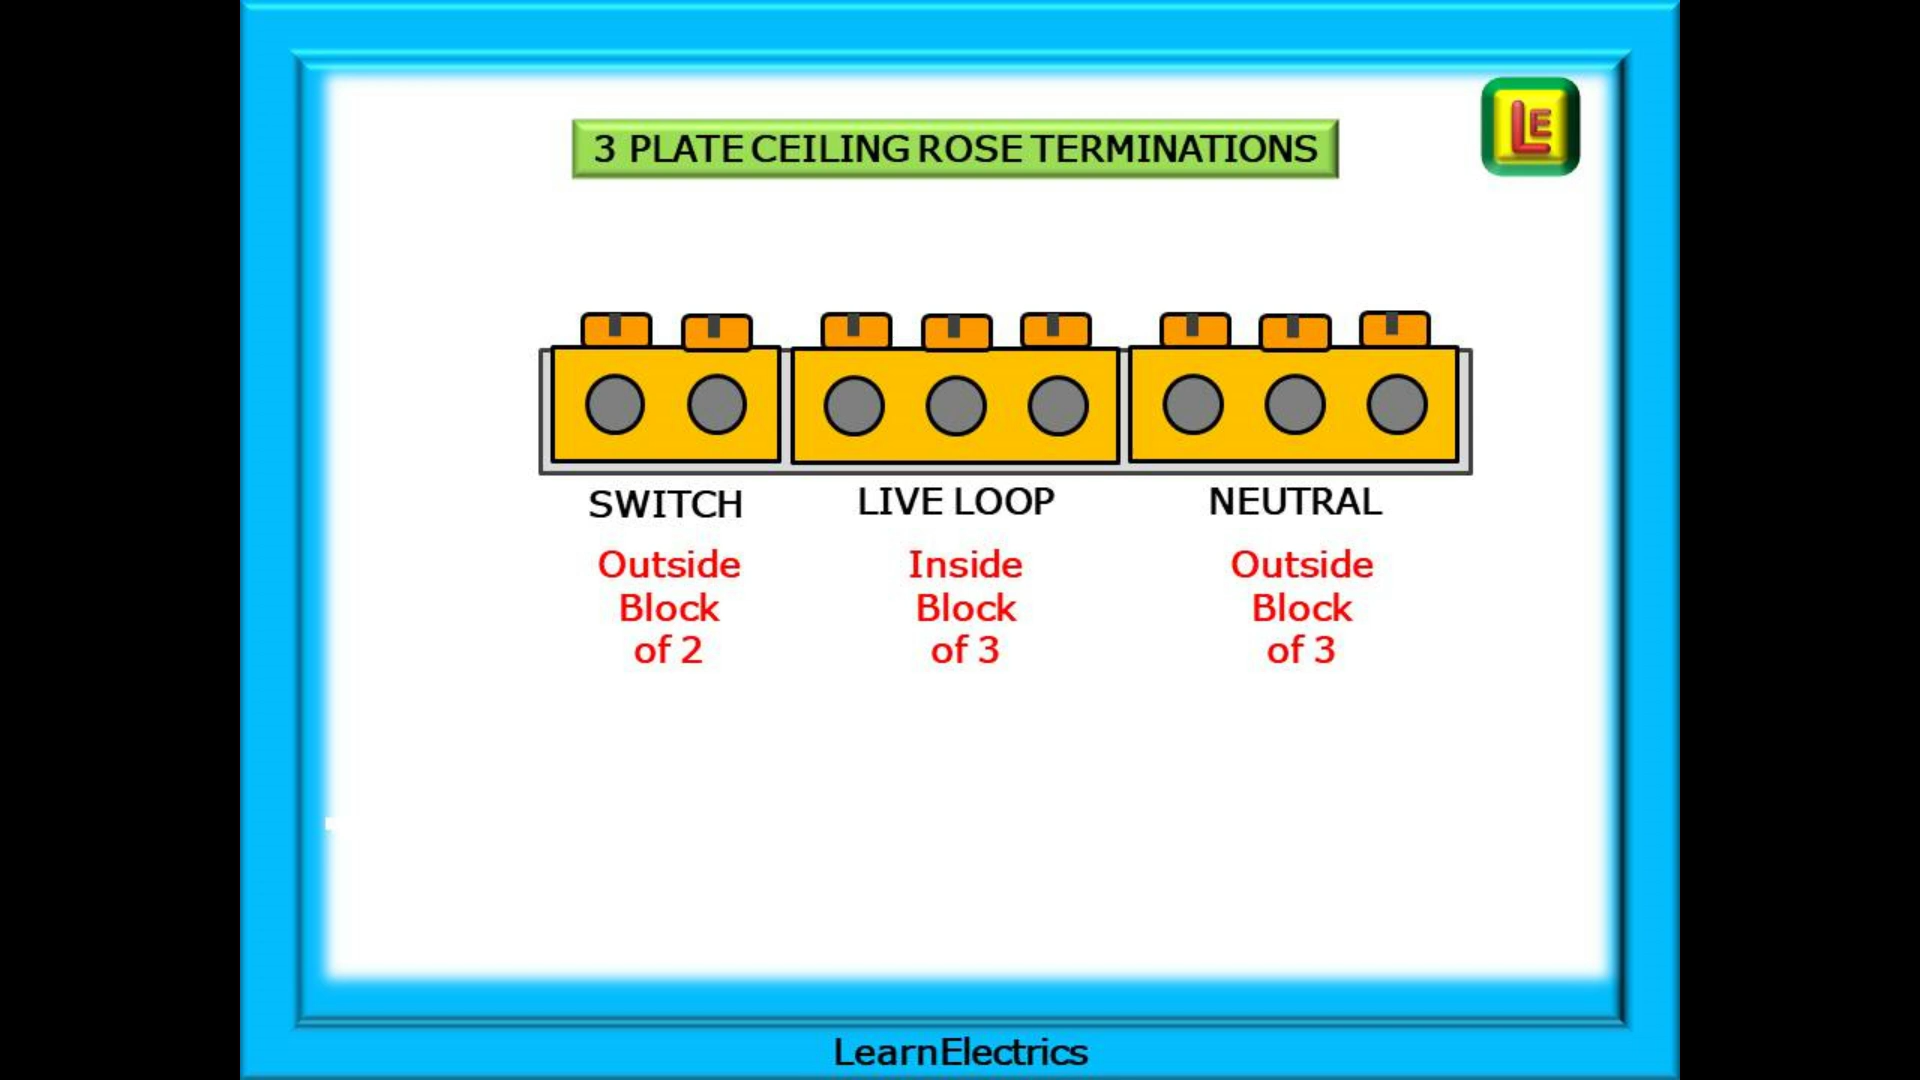 3 PLATE CEILING ROSE TERMINATIONS
LE
SWITCH LIVE LOOP NEUTRAL
Outside Inside Outside
Block Block Block
of 2 of 3 of 3
LearnElectrics